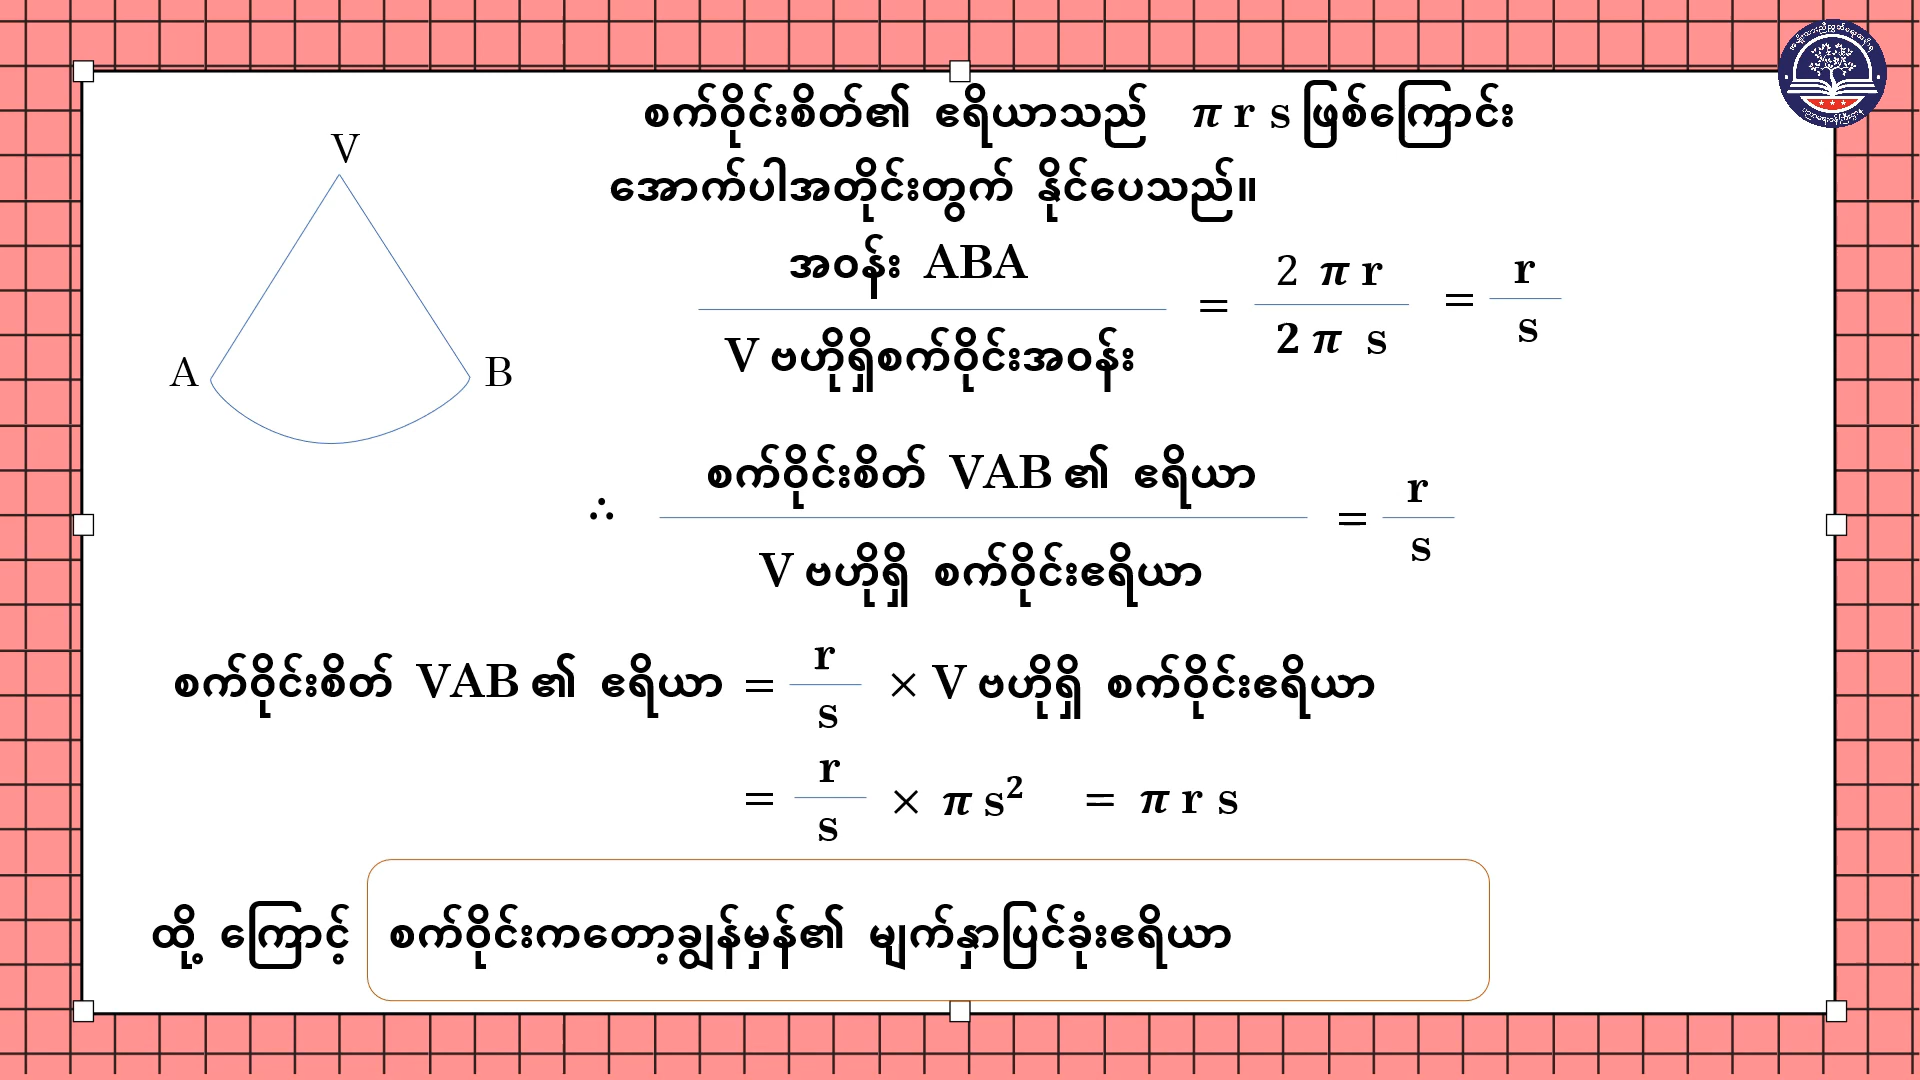 စက်ဝိုင်းစိတ်၏ ဧရိယာသည် π r s ဖြစ်ကြောင်း
အောက်ပါအတိုင်းတွက် နိုင်ပေသည်။
V
A
B
အဝန်း ABA
V ဗဟိုရှိစက်ဝိုင်းအဝန်း
=
2 π r
2 π s
=
r
s
∴
စက်ဝိုင်းစိတ် VAB ၏ ဧရိယာ
V ဗဟိုရှိ စက်ဝိုင်းဧရိယာ
=
r
s
စက်ဝိုင်းစိတ် VAB ၏ ဧရိယာ =
r
s
× V ဗဟိုရှိ စက်ဝိုင်းဧရိယာ
=
r
s
× π s² = π r s
ထို့ ကြောင့် စက်ဝိုင်းကတော့ချွန်မှန်၏ မျက်နှာပြင်ခုံးဧရိယာ